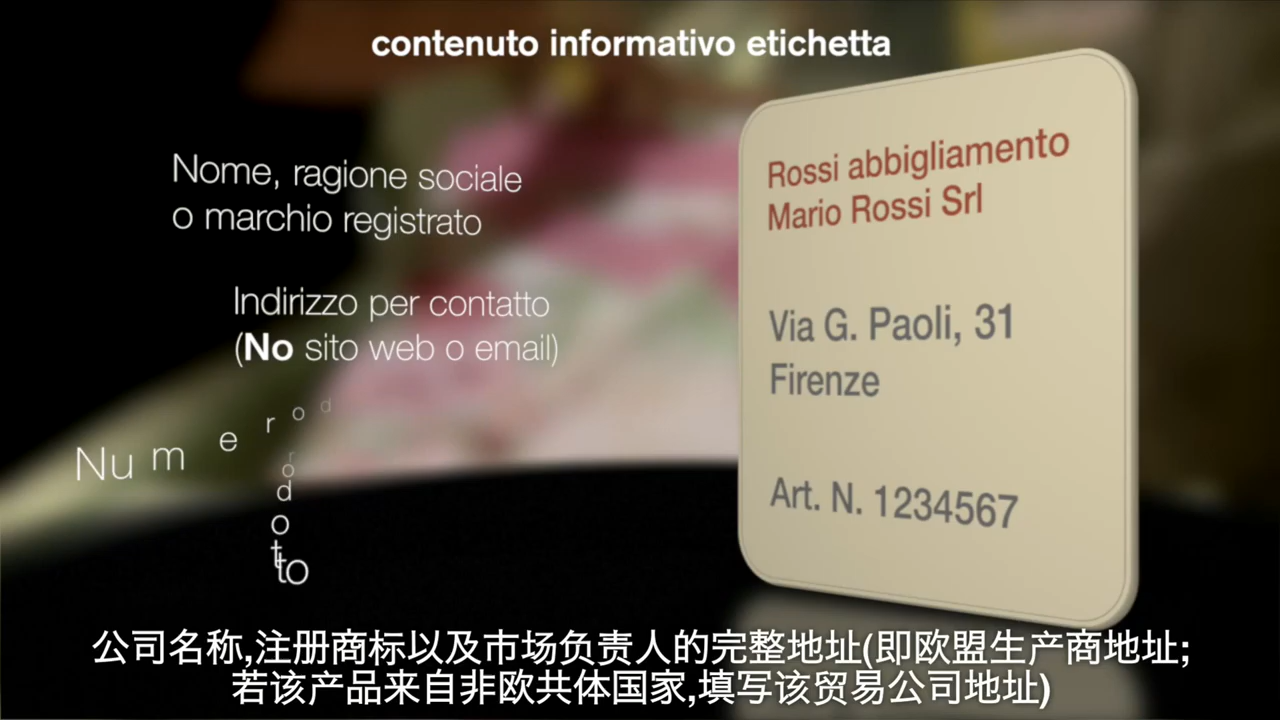 contenuto informativo etichetta
Nome, ragione sociale
o marchio registrato
Indirizzo per contatto
(No sito web o email)
Numero d
rodotto
Rossi abbigliamento
Mario Rossi Srl
Via G. Paoli, 31
Firenze
Art. N. 1234567
公司名称,注册商标以及市场负责人的完整地址(即欧盟生产商地址;
若该产品来自非欧共体国家,填写该贸易公司地址)